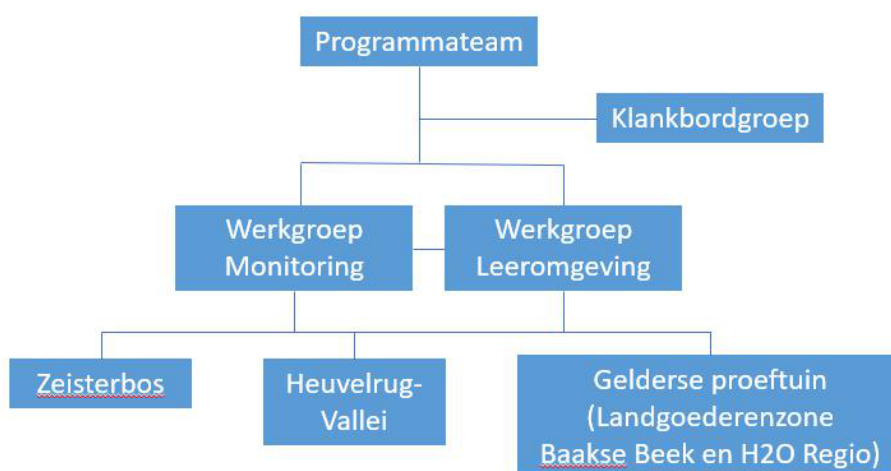 Programmateam
Klankbordgroep
Werkgroep
Monitoring
Werkgroep
Leeromgeving
Zeisterbos
Heuvelrug-
Vallei
Gelderse proeftuin
(Landgoederenzone
Baakse Beek en H2O Regio)